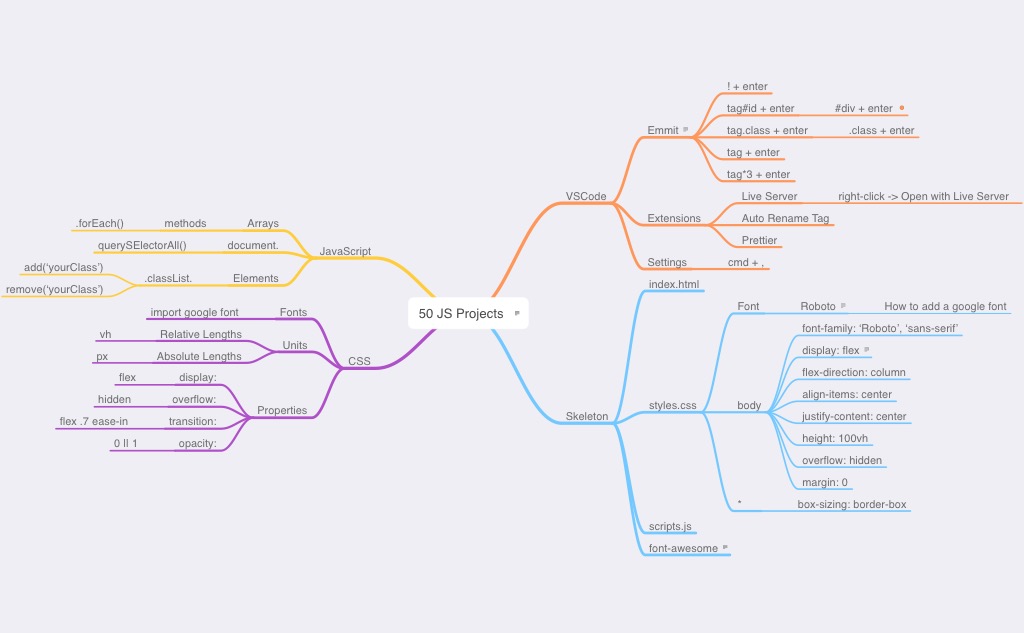 50 JS Projects
VSCode
Emmit
! + enter
tag#id + enter
#div + enter
tag.class + enter
.class + enter
tag + enter
tag*3 + enter
Extensions
Live Server
right-click -> Open with Live Server
Auto Rename Tag
Prettier
Settings
cmd + ,
Skeleton
index.html
styles.css
Font
Roboto
How to add a google font
body
font-family: ‘Roboto’, ‘sans-serif’
display: flex
flex-direction: column
align-items: center
justify-content: center
height: 100vh
overflow: hidden
margin: 0
*
box-sizing: border-box
scripts.js
font-awesome
JavaScript
Arrays
methods
.forEach()
document.
querySElectorAll()
Elements
.classList.
add(‘yourClass’)
remove(‘yourClass’)
CSS
Fonts
import google font
Units
Relative Lengths
vh
Absolute Lengths
px
Properties
display:
flex
overflow:
hidden
transition:
flex .7 ease-in
opacity:
0 || 1